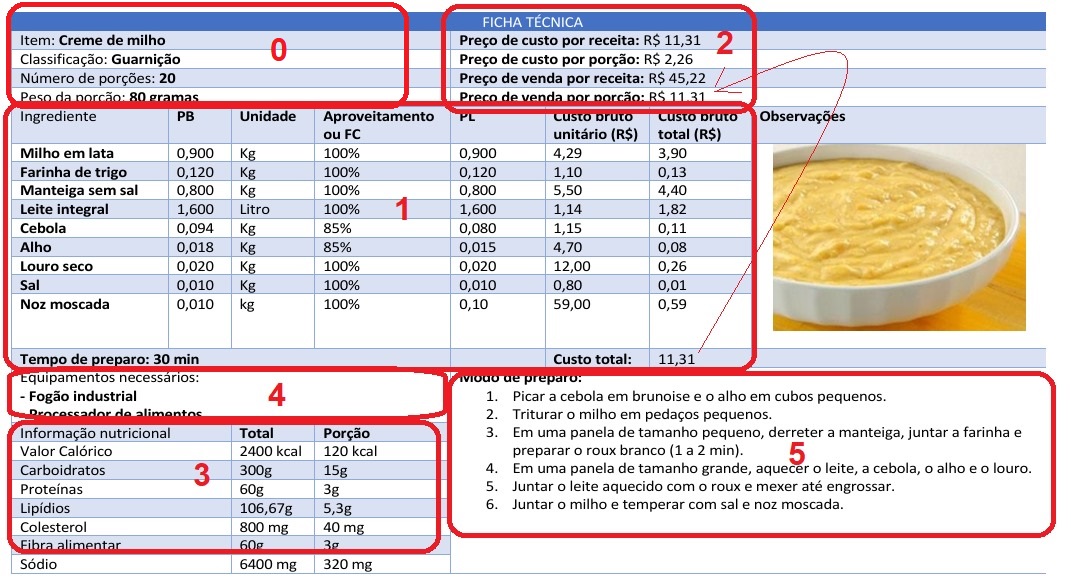 FICHA TÉCNICA
Item: Creme de milho
0
Preço de custo por receita: R$ 11,31
2
Classificação: Guarnição
Preço de custo por porção: R$ 2,26
Número de porções: 20
Preço de venda por receita: R$ 45,22
Peso da porção: 80 gramas
Preço de venda por porção: R$ 11,31
Ingrediente PB Unidade Aproveitamento ou FC PL Custo bruto unitário (R$) Custo bruto total (R$) Observações
Milho em lata 0,900 Kg 100% 0,900 4,29 3,90
Farinha de trigo 0,120 Kg 100% 0,120 1,10 0,13
Manteiga sem sal 0,800 Kg 100% 0,800 5,50 4,40
Leite integral 1,600 Litro 100% 1,600 1,14 1,82
1
Cebola 0,094 Kg 85% 0,080 1,15 0,11
Alho 0,018 Kg 85% 0,015 4,70 0,08
Louro seco 0,020 Kg 100% 0,020 12,00 0,26
Sal 0,010 Kg 100% 0,010 0,80 0,01
Noz moscada 0,010 kg 100% 0,10 59,00 0,59
Tempo de preparo: 30 min Custo total: 11,31
Equipamentos necessários:
- Fogão industrial
4
- Processador de alimentos
Informação nutricional Total Porção
Valor Calórico 2400 kcal 120 kcal
Carboidratos 300g 15g
3
Proteínas 60g 3g
Lipídios 106,67g 5,3g
Colesterol 800 mg 40 mg
Fibra alimentar 60g 3g
Sódio 6400 mg 320 mg
Modo de preparo:
1. Picar a cebola em brunoise e o alho em cubos pequenos.
2. Triturar o milho em pedaços pequenos.
3. Em uma panela de tamanho pequeno, derreter a manteiga, juntar a farinha e
preparar o roux branco (1 a 2 min).
5
4. Em uma panela de tamanho grande, aquecer o leite, a cebola, o alho e o louro.
5. Juntar o leite aquecido com o roux e mexer até engrossar.
6. Juntar o milho e temperar com sal e noz moscada.